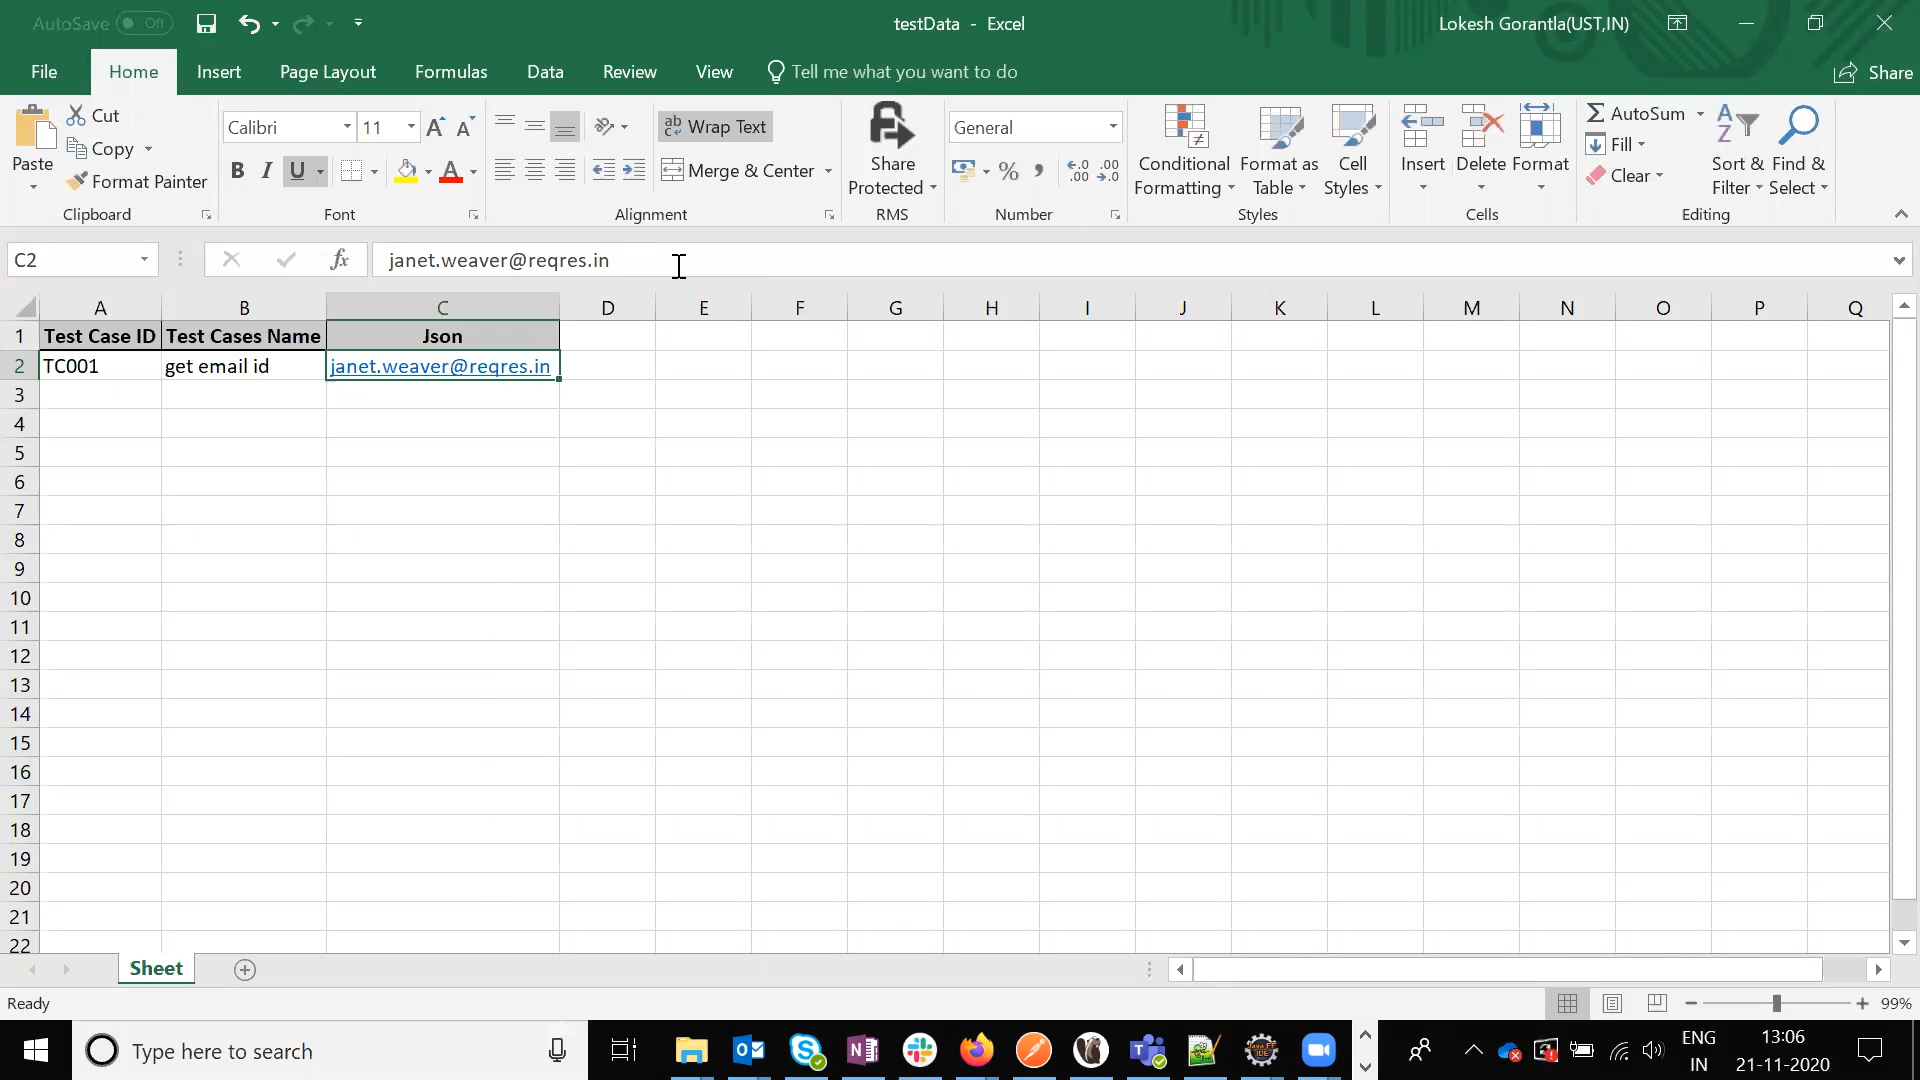 AutoSave Off testData - Excel Lokesh Gorantla(UST,IN)
File Home Insert Page Layout Formulas Data Review View Tell me what you want to do Share
Paste Cut Copy Format Painter Clipboard
Calibri 11 B I U A Font
Wrap Text Merge & Center Alignment
Share Protected RMS
General % , Number
Conditional Formatting Format as Table Cell Styles Styles
Insert Delete Format Cells
AutoSum Fill Clear Sort & Filter Find & Select Editing
C2 fx janet.weaver@reqres.in
A B C D E F G H I J K L M N O P Q
1 Test Case ID Test Cases Name Json
2 TC001 get email id janet.weaver@reqres.in
3
4
5
6
7
8
9
10
11
12
13
14
15
16
17
18
19
20
21
22
Sheet
Ready 99%
Type here to search ENG IN 13:06 21-11-2020